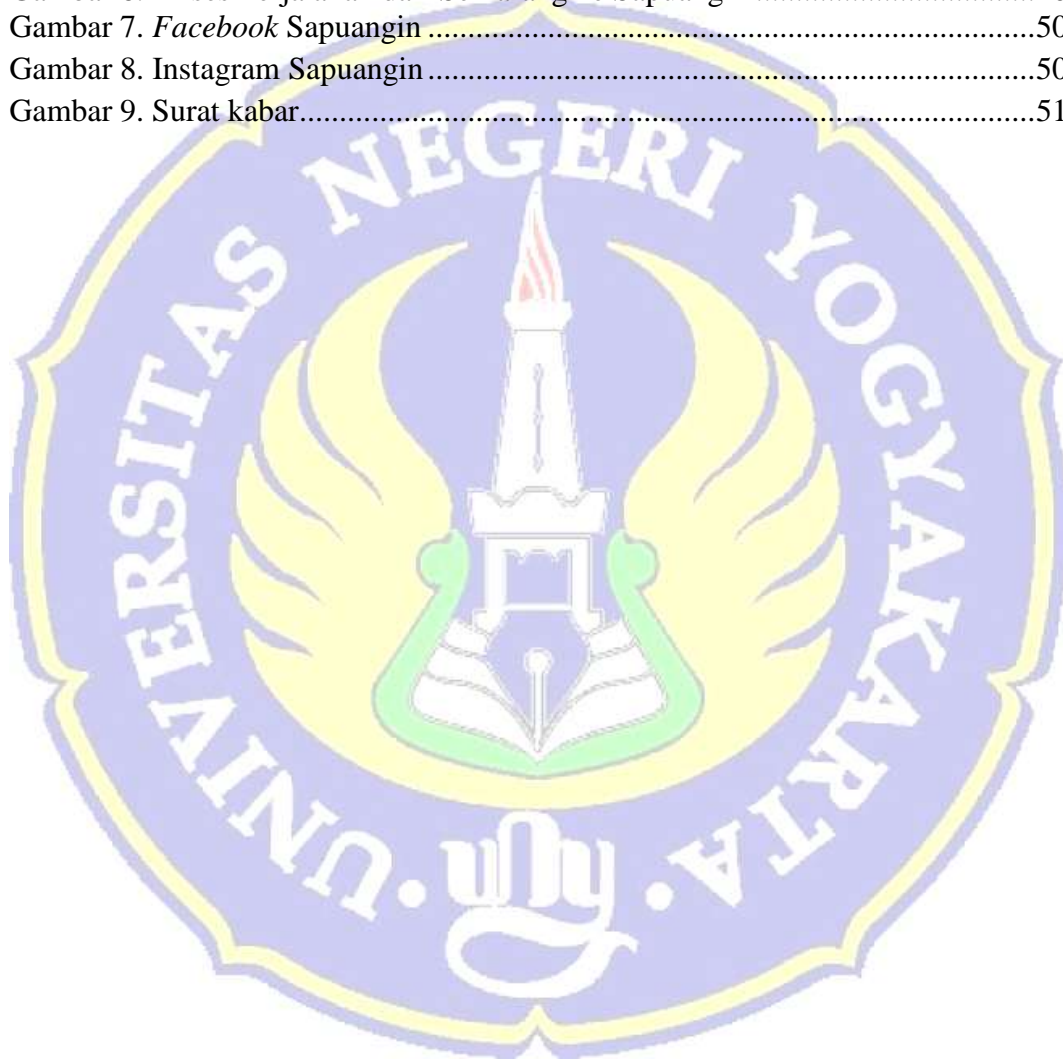 Gambar 7. Facebook Sapuangin ................................................................................50
Gambar 8. Instagram Sapuangin ................................................................................50
Gambar 9. Surat kabar................................................................................51
UNIVERSITAS NEGERI YOGYAKARTA
uny